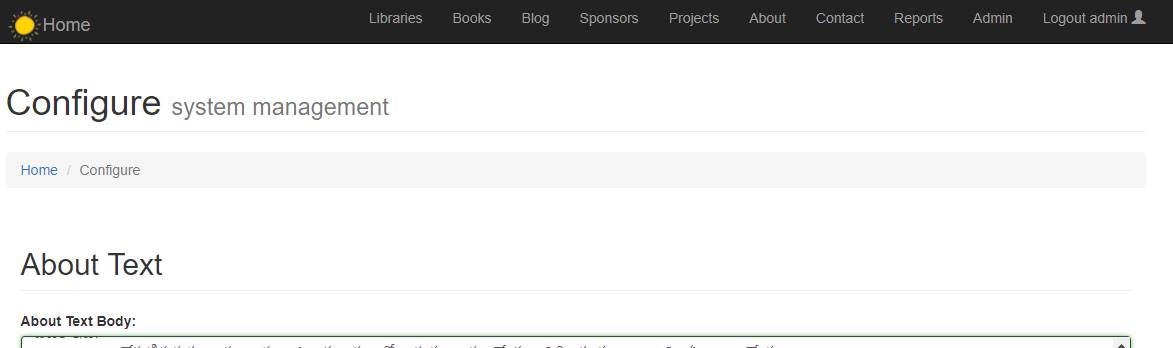 Home Libraries Books Blog Sponsors Projects About Contact Reports Admin Logout admin
Configure system management
Home / Configure
About Text
About Text Body: